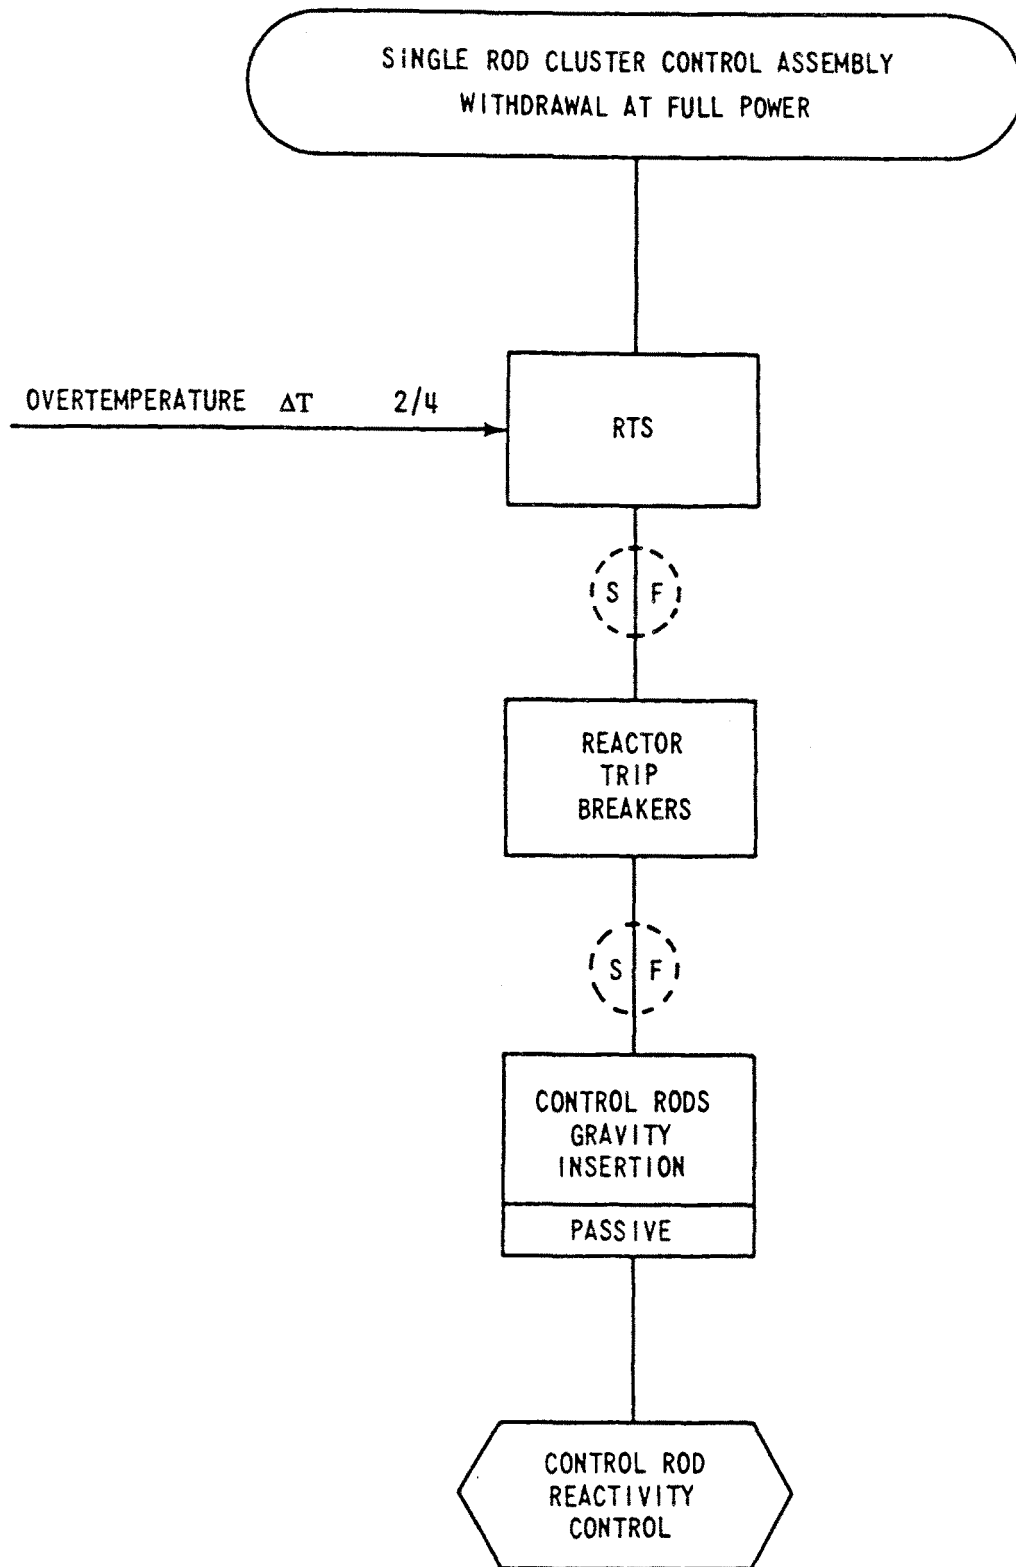 SINGLE ROD CLUSTER CONTROL ASSEMBLY
WITHDRAWAL AT FULL POWER
OVERTEMPERATURE ΔT 2/4
RTS
S F
REACTOR
TRIP
BREAKERS
S F
CONTROL RODS
GRAVITY
INSERTION
PASSIVE
CONTROL ROD
REACTIVITY
CONTROL